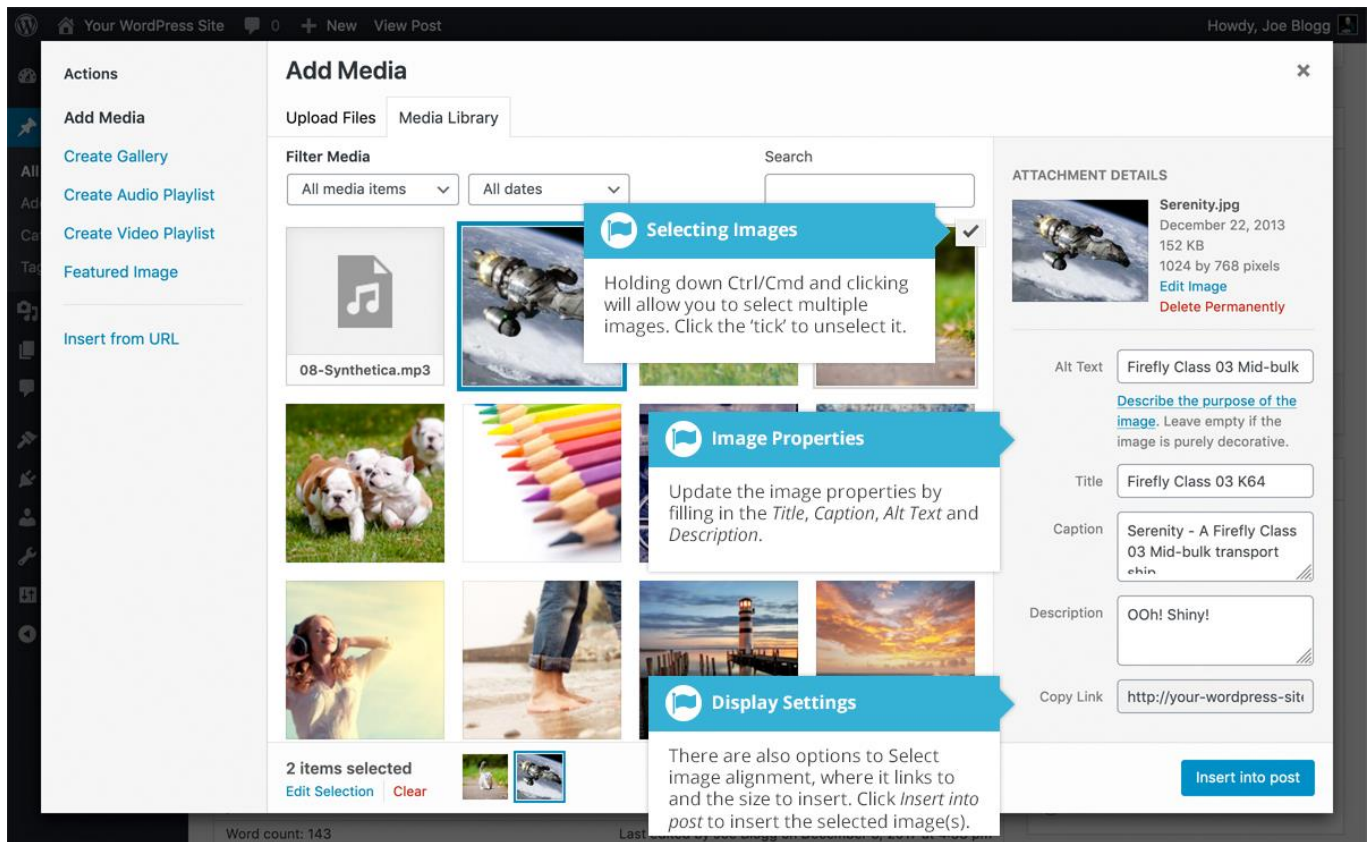 Your WordPress Site 0 + New View Post
Howdy, Joe Blogg
Actions
Add Media
Create Gallery
Create Audio Playlist
Create Video Playlist
Featured Image
Insert from URL
All
Add Media
Upload Files Media Library
Filter Media
All media items All dates
Search
08-Synthetica.mp3
Selecting Images
Holding down Ctrl/Cmd and clicking
will allow you to select multiple
images. Click the ‘tick’ to unselect it.
Image Properties
Update the image properties by
filling in the Title, Caption, Alt Text and
Description.
Display Settings
There are also options to Select
image alignment, where it links to
and the size to insert. Click Insert into
post to insert the selected image(s).
2 items selected
Edit Selection Clear
ATTACHMENT DETAILS
Serenity.jpg
December 22, 2013
152 KB
1024 by 768 pixels
Edit Image
Delete Permanently
Alt Text Firefly Class 03 Mid-bulk
Describe the purpose of the
image. Leave empty if the
image is purely decorative.
Title Firefly Class 03 K64
Caption Serenity - A Firefly Class
03 Mid-bulk transport
ship
Description OOh! Shiny!
Copy Link http://your-wordpress-site
Insert into post
Word count: 143